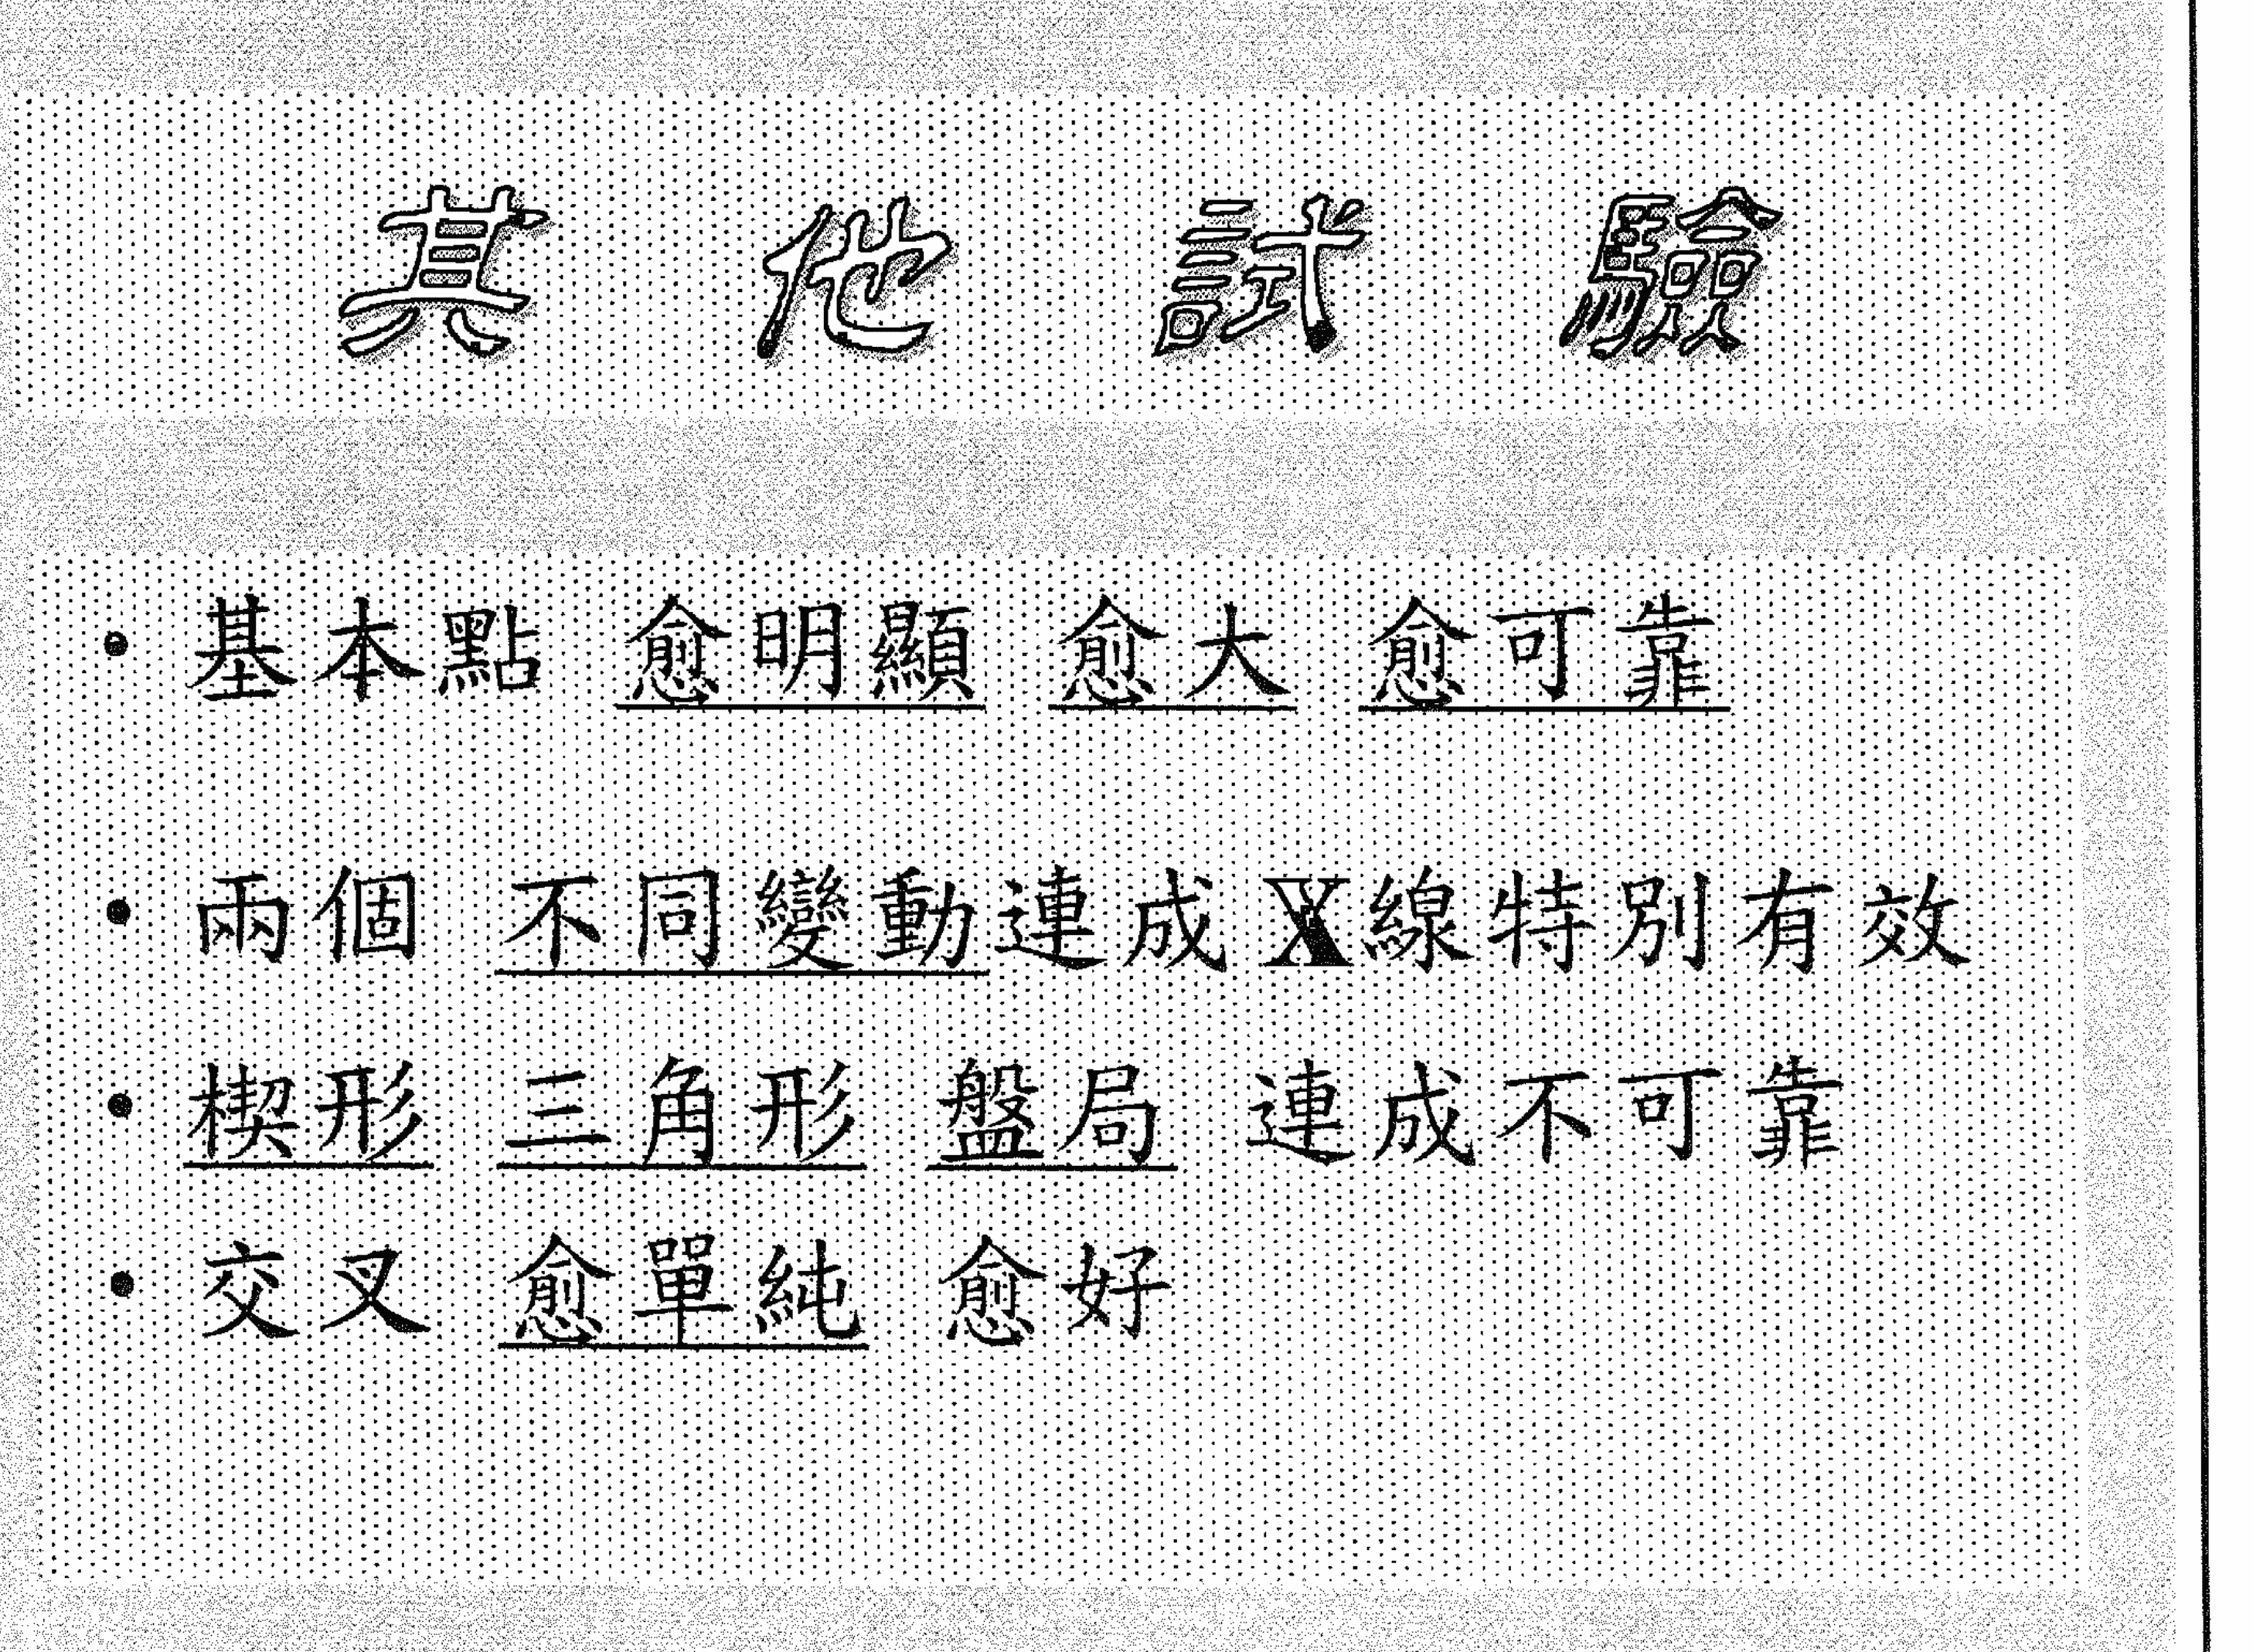 其他試驗
• 基本點 愈明顯 愈大 愈可靠
• 兩個 不同變動連成X線特別有效
• 楔形 三角形 盤局 連成不可靠
• 交叉 愈單純 愈好